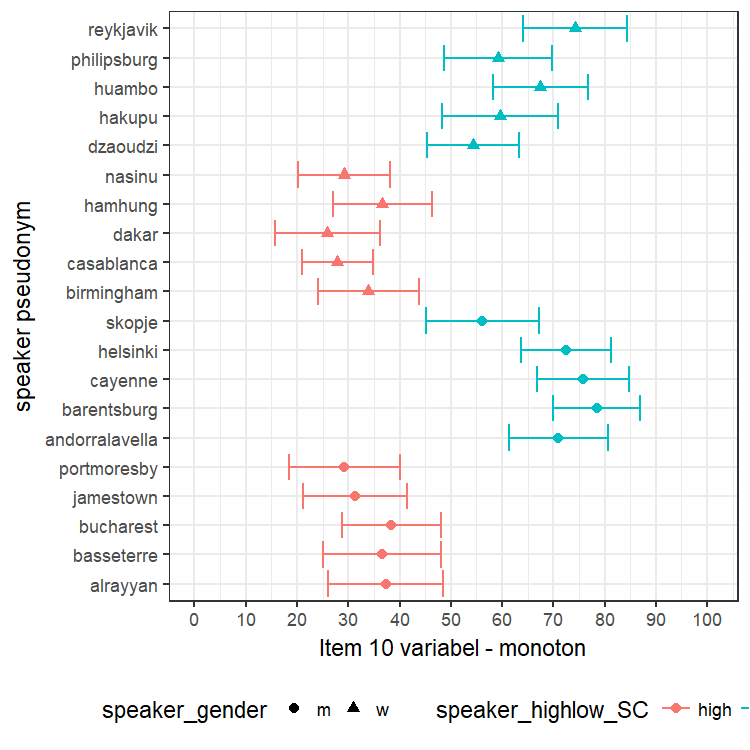 reykjavik
philipsburg
huambo
hakupu
dzaoudzi
nasinu
hamhung
dakar
casablanca
birmingham
skopje
helsinki
cayenne
barentsburg
andorralavella
portmoresby
jamestown
bucharest
basseterre
alrayyan
speaker pseudonym
0 10 20 30 40 50 60 70 80 90 100
Item 10 variabel - monoton
speaker_gender m w speaker_highlow_SC high